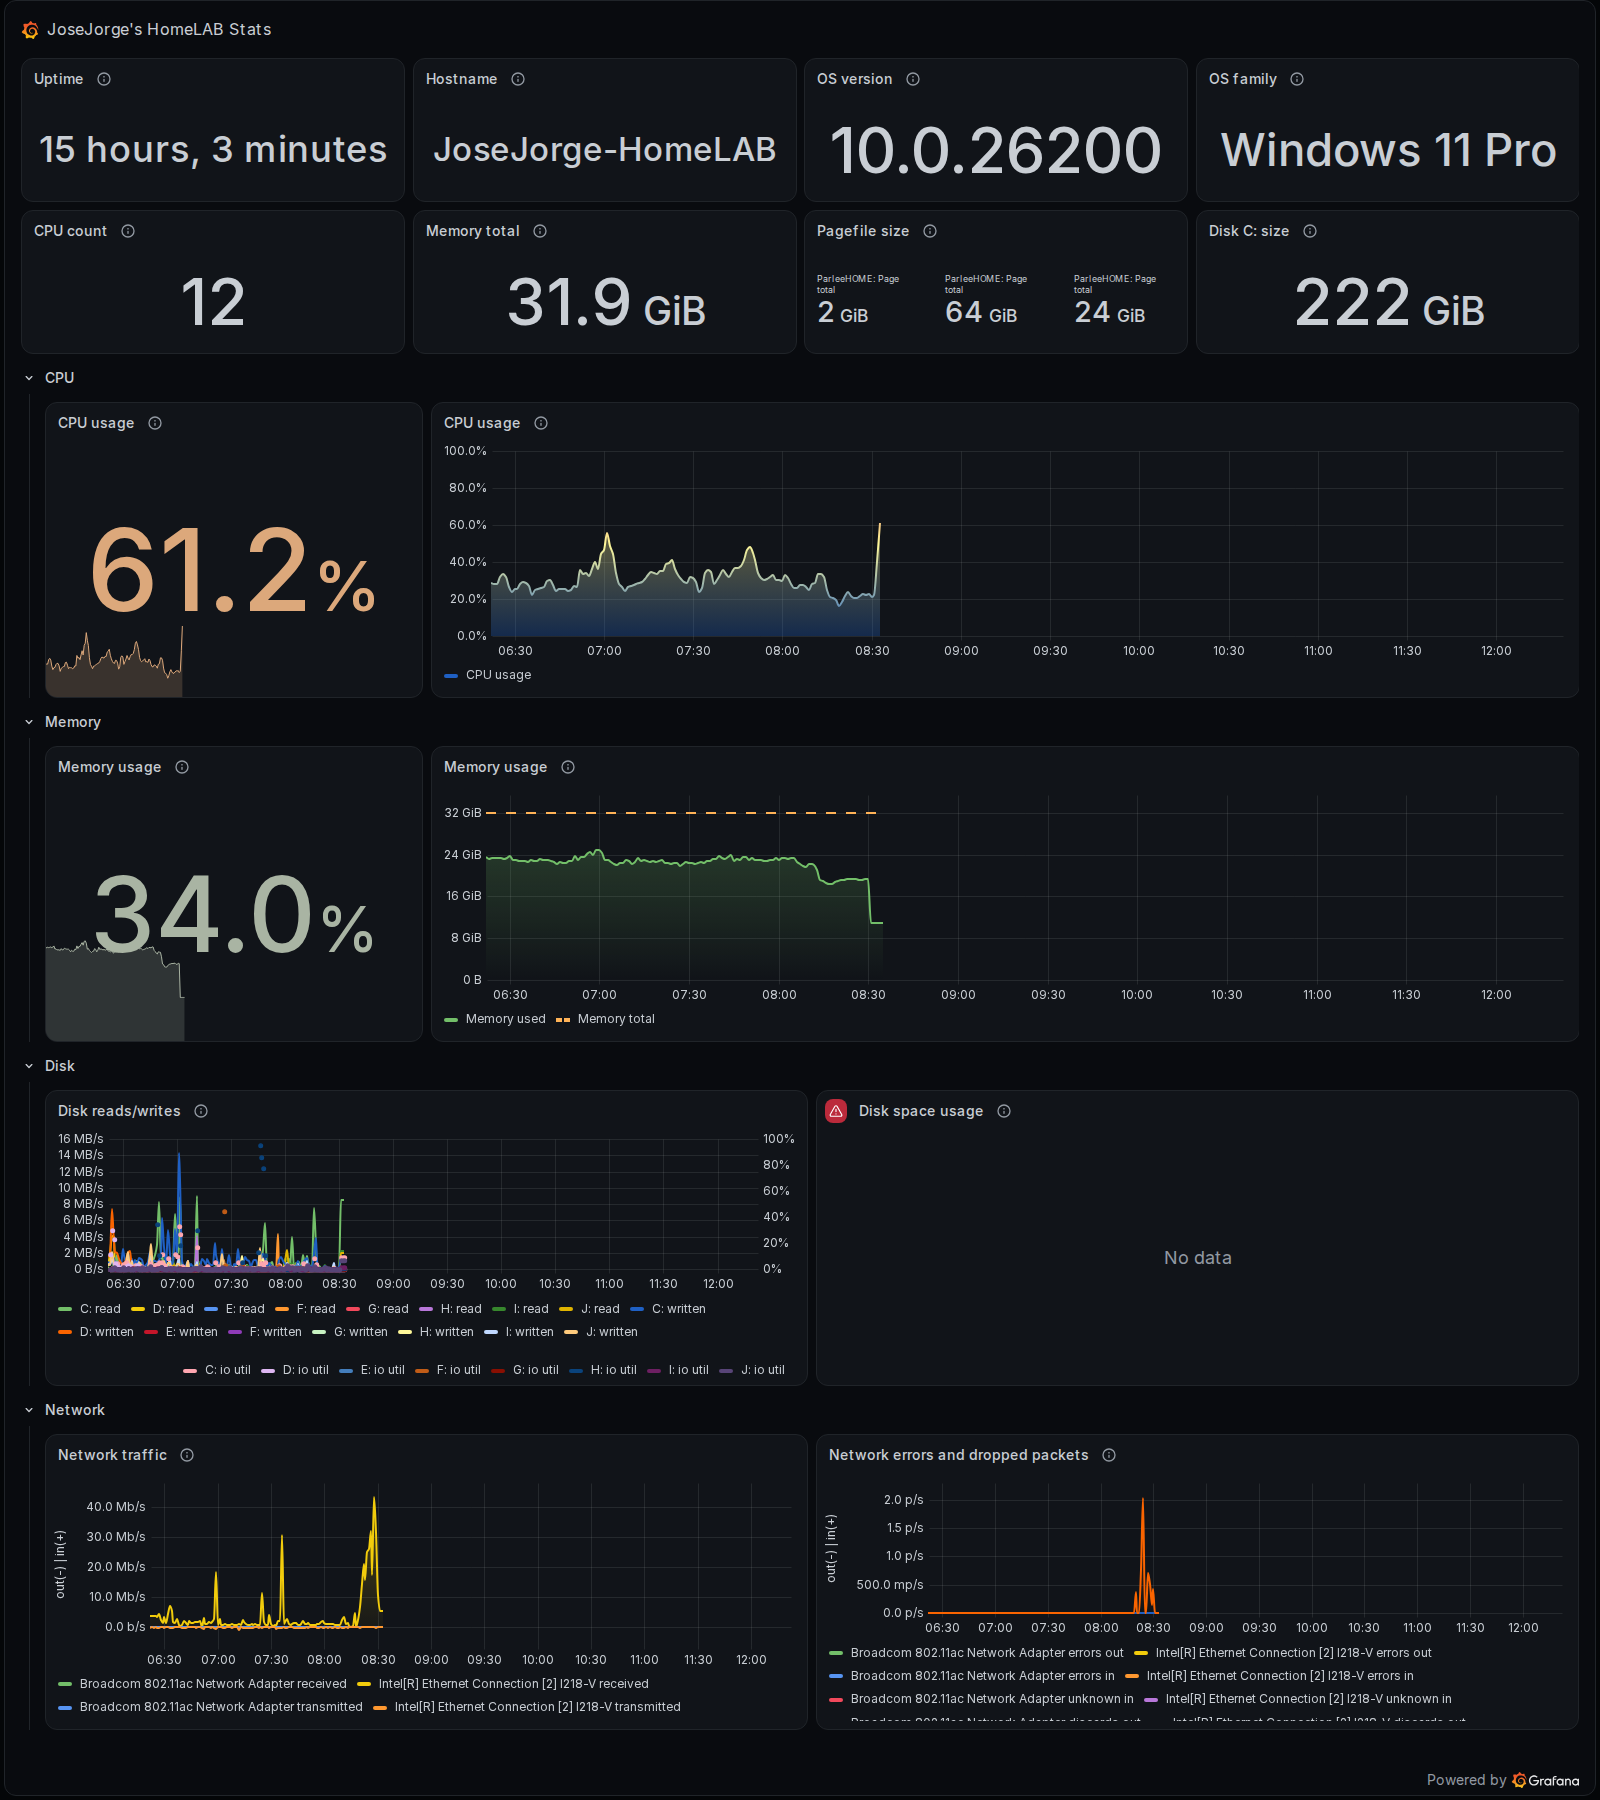 JoseJorge's HomeLAB Stats
Uptime
Hostname
OS version
OS family
15 hours, 3 minutes
JoseJorge-HomeLAB
10.0.26200
Windows 11 Pro
CPU count
Memory total
Pagefile size
Disk C: size
12
31.9 GiB
ParleeHOME: Page total
2 GiB
ParleeHOME: Page total
64 GiB
ParleeHOME: Page total
24 GiB
222 GiB
CPU
CPU usage
61.2%
CPU usage
100.0%
80.0%
60.0%
40.0%
20.0%
0.0%
06:30 07:00 07:30 08:00 08:30 09:00 09:30 10:00 10:30 11:00 11:30 12:00
CPU usage
Memory
Memory usage
34.0%
Memory usage
32 GiB
24 GiB
16 GiB
8 GiB
0 B
06:30 07:00 07:30 08:00 08:30 09:00 09:30 10:00 10:30 11:00 11:30 12:00
Memory used Memory total
Disk
Disk reads/writes
16 MB/s
14 MB/s
12 MB/s
10 MB/s
8 MB/s
6 MB/s
4 MB/s
2 MB/s
0 B/s
100%
80%
60%
40%
20%
0%
06:30 07:00 07:30 08:00 08:30 09:00 09:30 10:00 10:30 11:00 11:30 12:00
C: read D: read E: read F: read G: read H: read I: read J: read C: written
D: written E: written F: written G: written H: written I: written J: written
C: io util D: io util E: io util F: io util G: io util H: io util I: io util J: io util
Disk space usage
No data
Network
Network traffic
out(-) | in(+)
40.0 Mb/s
30.0 Mb/s
20.0 Mb/s
10.0 Mb/s
0.0 b/s
06:30 07:00 07:30 08:00 08:30 09:00 09:30 10:00 10:30 11:00 11:30 12:00
Broadcom 802.11ac Network Adapter received Intel[R] Ethernet Connection [2] I218-V received
Broadcom 802.11ac Network Adapter transmitted Intel[R] Ethernet Connection [2] I218-V transmitted
Network errors and dropped packets
out(-) | in(+)
2.0 p/s
1.5 p/s
1.0 p/s
500.0 mp/s
0.0 p/s
06:30 07:00 07:30 08:00 08:30 09:00 09:30 10:00 10:30 11:00 11:30 12:00
Broadcom 802.11ac Network Adapter errors out Intel[R] Ethernet Connection [2] I218-V errors out
Broadcom 802.11ac Network Adapter errors in Intel[R] Ethernet Connection [2] I218-V errors in
Broadcom 802.11ac Network Adapter unknown in Intel[R] Ethernet Connection [2] I218-V unknown in
Broadcom 802.11ac Network Adapter discards out Intel[R] Ethernet Connection [2] I218-V discards out
Powered by Grafana